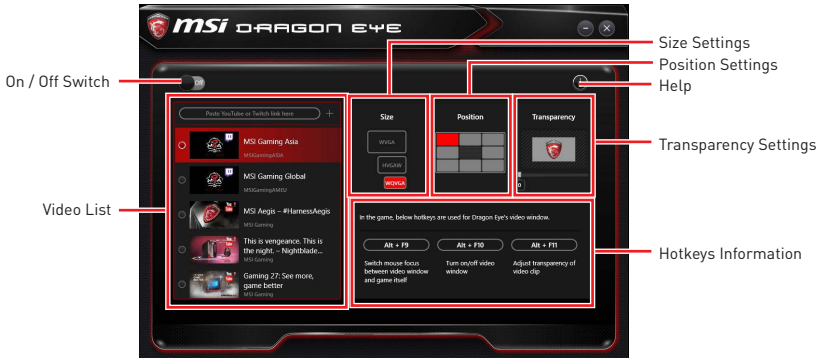 msi DRAGON EYE
Size Settings
Position Settings
Help
On / Off Switch
Off
Paste YouTube or Twitch link here +
Size
Position
Transparency
Transparency Settings
WVGA
HVGAW
WQVGA
0
MSI Gaming Asia
MSIGamingASIA
MSI Gaming Global
MSIGamingAMD2
Video List
MSI Aegis – #HarnessAegis
MSI Gaming
This is vengeance. This is
the night. – Nightblade...
MSI Gaming
Gaming 27: See more,
game better
MSI Gaming
In the game, below hotkeys are used for Dragon Eye's video window.
Alt + F9
Alt + F10
Alt + F11
Hotkeys Information
Switch mouse focus
between video window
and game itself
Turn on/off video
window
Adjust transparency of
video clip